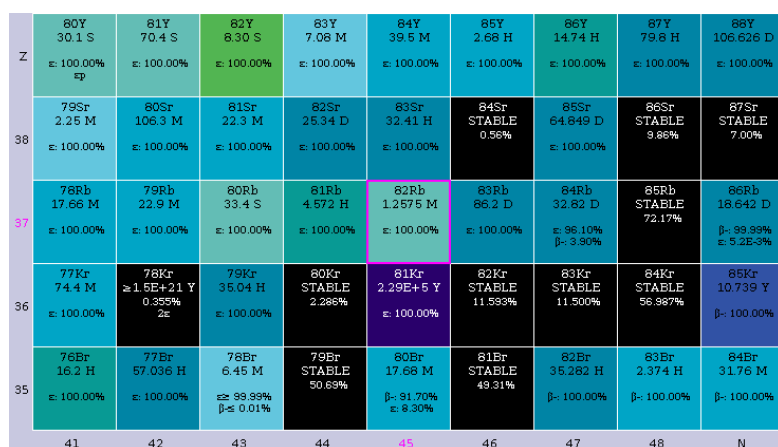 80Y 81Y 82Y 83Y 84Y 85Y 86Y 87Y 88Y
30.1 S 70.4 S 8.30 S 7.08 M 39.5 M 2.68 H 14.74 H 79.8 H 106.626 D
Z
ε: 100.00% ε: 100.00% ε: 100.00% ε: 100.00% ε: 100.00% ε: 100.00% ε: 100.00% ε: 100.00% ε: 100.00%
εp
79Sr 80Sr 81Sr 82Sr 83Sr 84Sr 85Sr 86Sr 87Sr
2.25 M 106.3 M 22.3 M 25.34 D 32.41 H STABLE 64.849 D STABLE STABLE
0.56% 9.86% 7.00%
38
ε: 100.00% ε: 100.00% ε: 100.00% ε: 100.00% ε: 100.00% ε: 100.00%
78Rb 79Rb 80Rb 81Rb 82Rb 83Rb 84Rb 85Rb 86Rb
17.66 M 22.9 M 33.4 S 4.572 H 1.2575 M 86.2 D 32.82 D STABLE 18.642 D
72.17%
37
ε: 100.00% ε: 100.00% ε: 100.00% ε: 100.00% ε: 100.00% ε: 100.00% ε: 96.10% β-: 99.99%
β-: 3.90% ε: 5.2E-3%
77Kr 78Kr 79Kr 80Kr 81Kr 82Kr 83Kr 84Kr 85Kr
74.4 M ≥1.5E+21 Y 35.04 H STABLE 2.29E+5 Y STABLE STABLE STABLE 10.739 Y
0.355% 2.286% 11.593% 11.500% 56.987%
36
ε: 100.00% 2ε ε: 100.00% ε: 100.00% β-: 100.00%
76Br 77Br 78Br 79Br 80Br 81Br 82Br 83Br 84Br
16.2 H 57.036 H 6.45 M STABLE 17.68 M STABLE 35.282 H 2.374 H 31.76 M
50.69% 49.31%
35
ε: 100.00% ε: 100.00% ε≥ 99.99% β-: 91.70% β-: 100.00% β-: 100.00% β-: 100.00%
β-≤ 0.01% ε: 8.30%
41 42 43 44 45 46 47 48 N